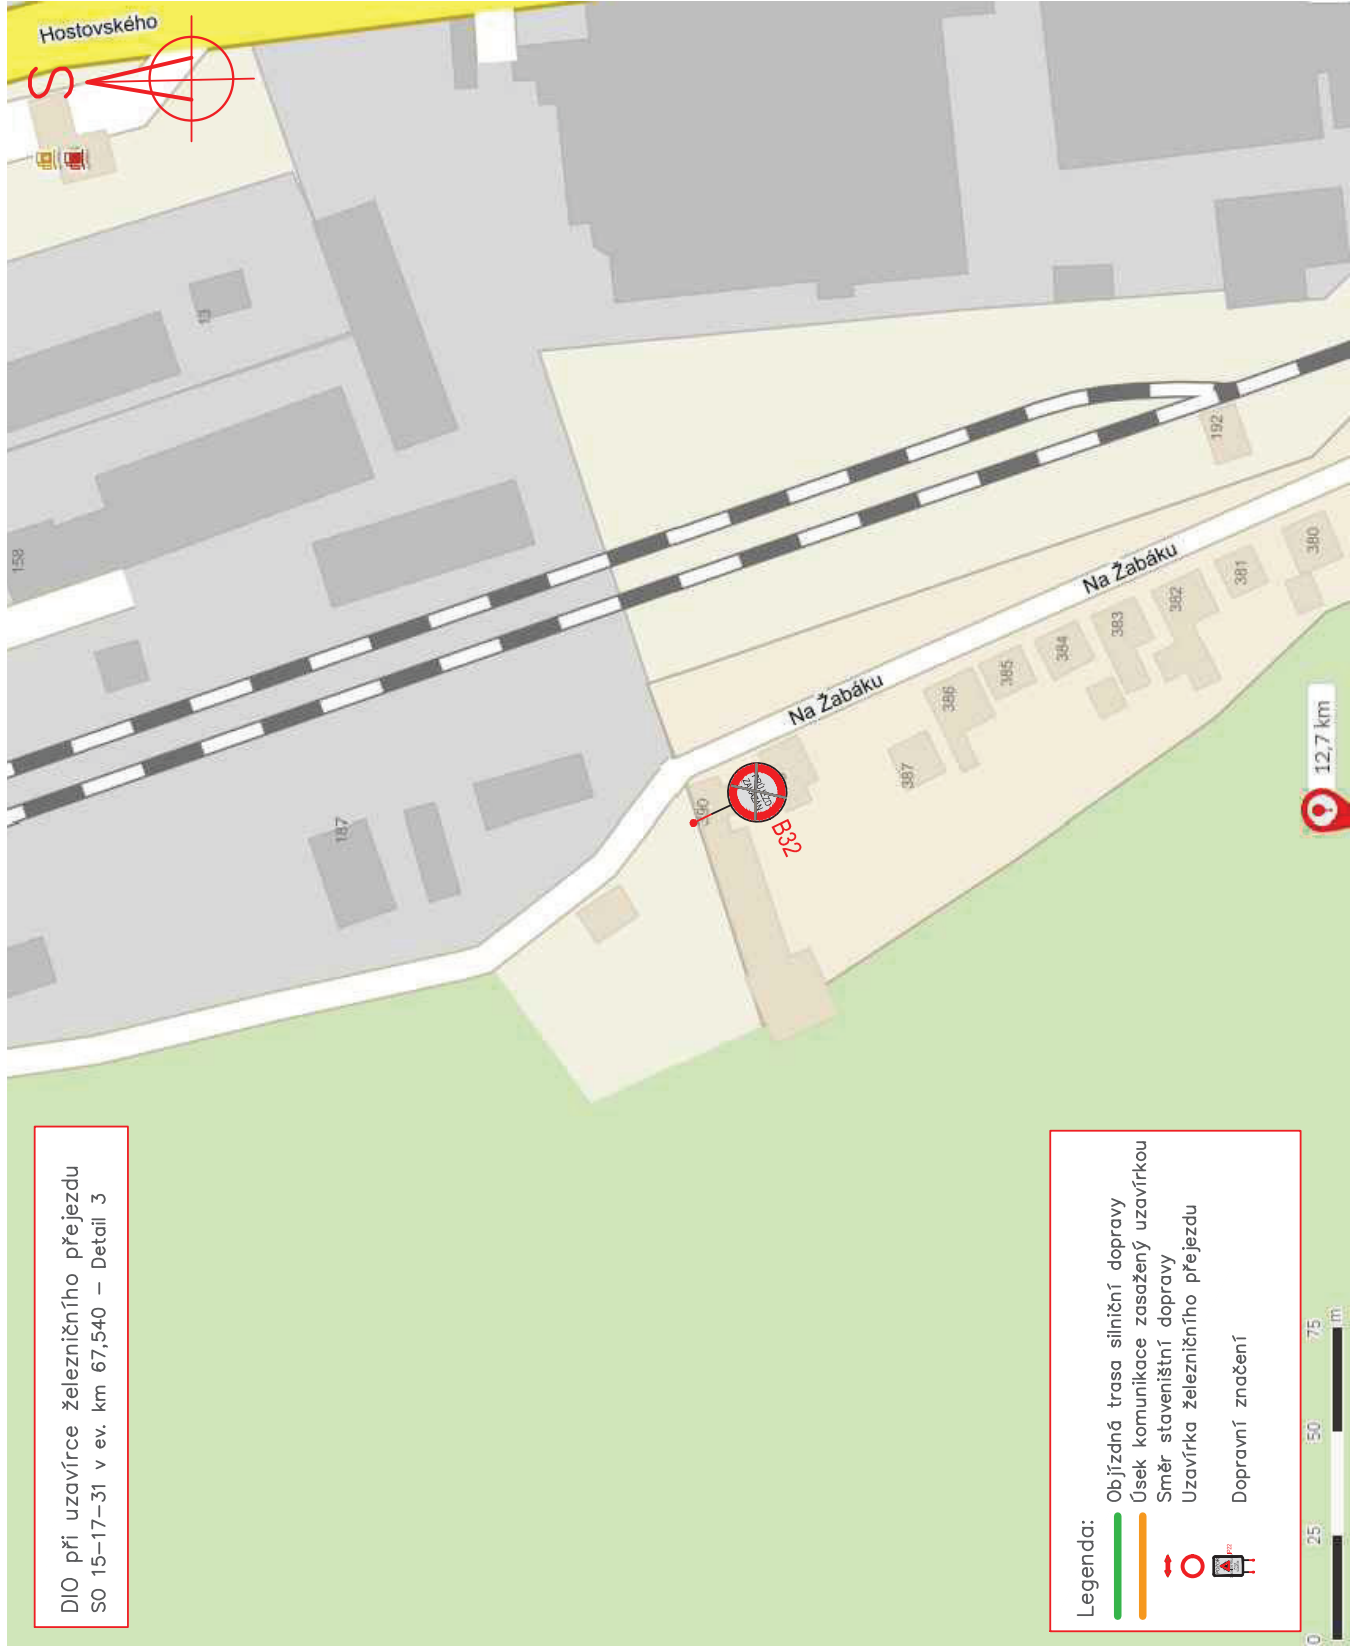 DIO při uzavírce železničního přejezdu
SO 15-17-31 v ev. km 67,540 - Detail 3
Hostovského
S
13
158
187
192
Na Žabáku
Na Žabáku
380
381
382
383
384
385
386
387
390
B32
12,7 km
Legenda:
Objízdná trasa silniční dopravy
Úsek komunikace zasažený uzavírkou
Směr staveništní dopravy
Uzavírka železničního přejezdu
Dopravní značení
0 25 50 75
m